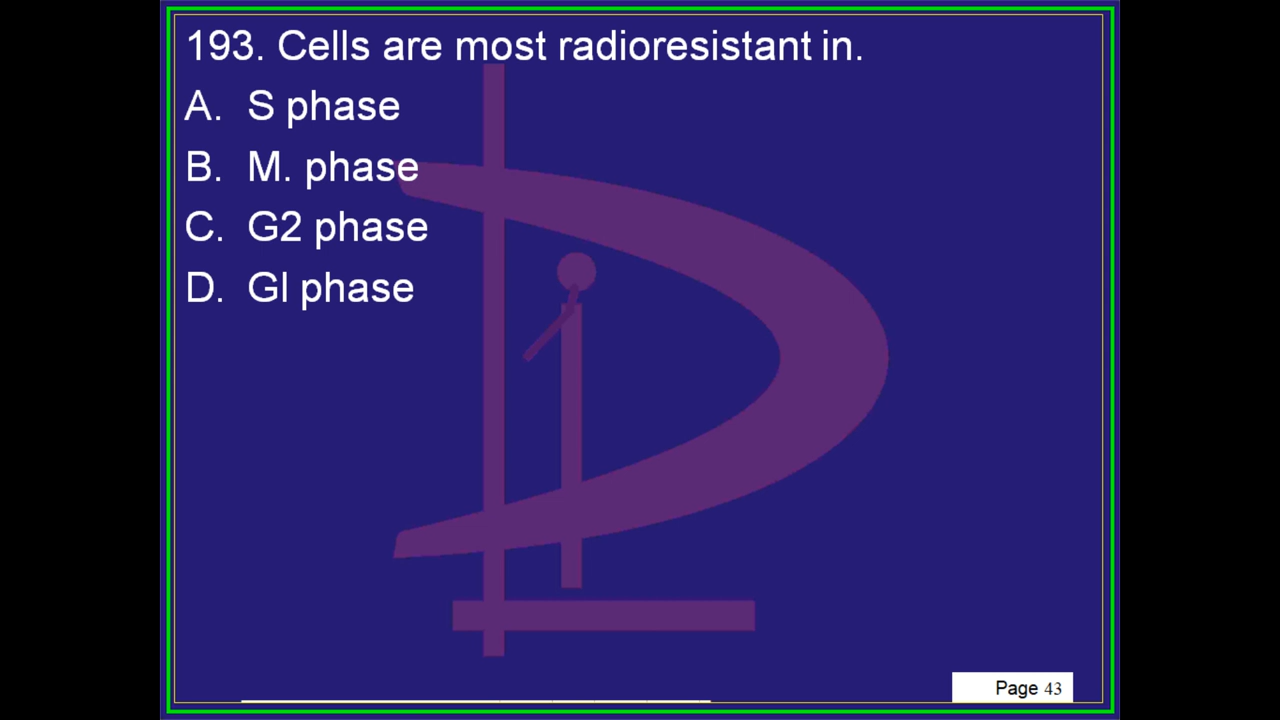 193. Cells are most radioresistant in.
A. S phase
B. M. phase
C. G2 phase
D. Gl phase
Page 43